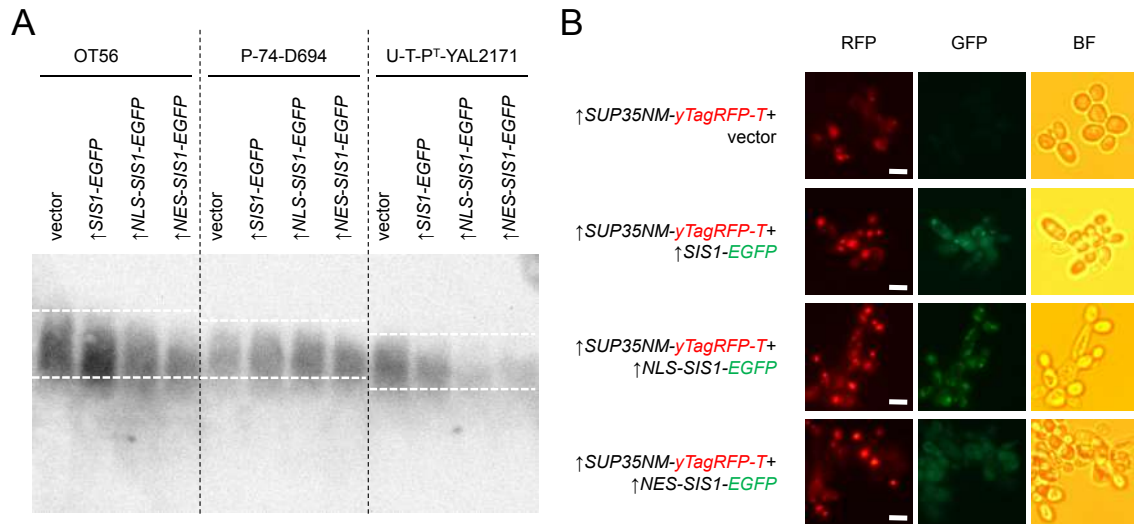 A
OT56
P-74-D694
U-T-Pᵀ-YAL2171
vector
↑SIS1-EGFP
↑NLS-SIS1-EGFP
↑NES-SIS1-EGFP
vector
↑SIS1-EGFP
↑NLS-SIS1-EGFP
↑NES-SIS1-EGFP
vector
↑SIS1-EGFP
↑NLS-SIS1-EGFP
↑NES-SIS1-EGFP
B
RFP
GFP
BF
↑SUP35NM-yTagRFP-T+
vector
↑SUP35NM-yTagRFP-T+
↑SIS1-EGFP
↑SUP35NM-yTagRFP-T+
↑NLS-SIS1-EGFP
↑SUP35NM-yTagRFP-T+
↑NES-SIS1-EGFP